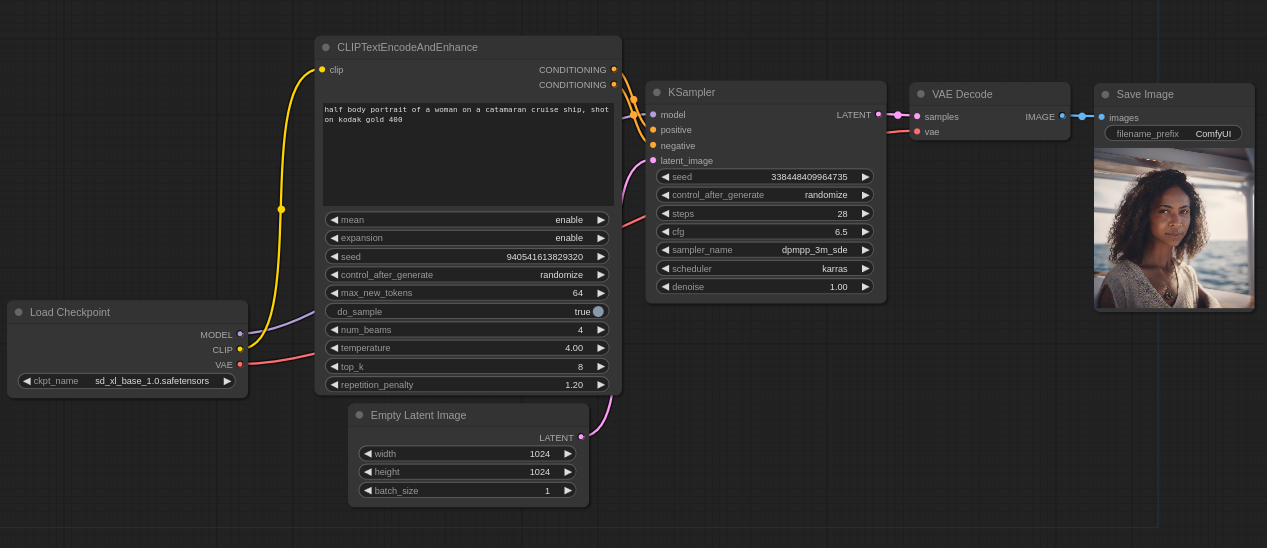 Load Checkpoint
MODEL
CLIP
VAE
ckpt_name sd_xl_base_1.0.safetensors
CLIPTextEncodeAndEnhance
clip CONDITIONING
CONDITIONING
half body portrait of a woman on a catamaran cruise ship, shot
on kodak gold 400
mean enable
expansion enable
seed 940541613829320
control_after_generate randomize
max_new_tokens 64
do_sample true
num_beams 4
temperature 4.00
top_k 8
repetition_penalty 1.20
Empty Latent Image
LATENT
width 1024
height 1024
batch_size 1
KSampler
model LATENT
positive
negative
latent_image
seed 338448409964735
control_after_generate randomize
steps 28
cfg 6.5
sampler_name dpmpp_3m_sde
scheduler karras
denoise 1.00
VAE Decode
samples IMAGE
vae
Save Image
images
filename_prefix ComfyUI